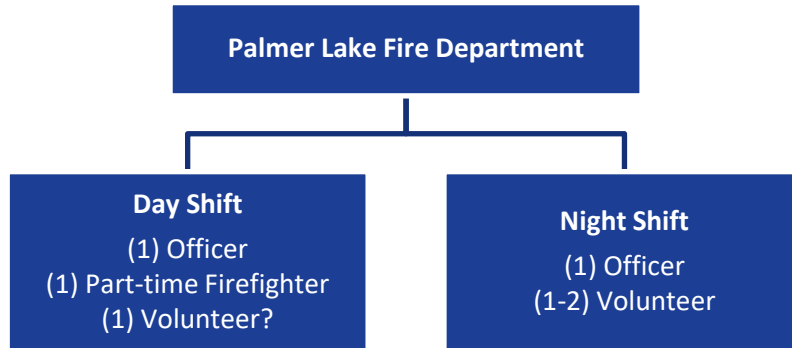 Palmer Lake Fire Department
Day Shift
(1) Officer
(1) Part-time Firefighter
(1) Volunteer?
Night Shift
(1) Officer
(1-2) Volunteer